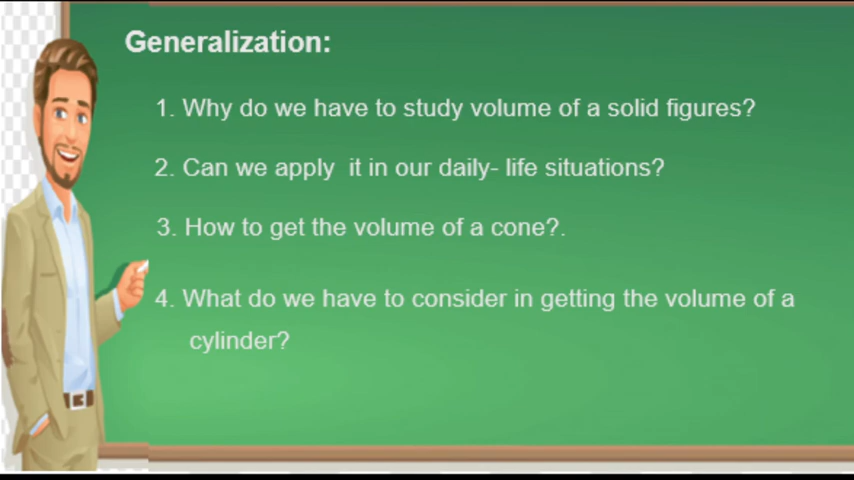 Generalization:
1. Why do we have to study volume of a solid figures?
2. Can we apply  it in our daily- life situations?
3. How to get the volume of a cone?.
4. What do we have to consider in getting the volume of a
cylinder?